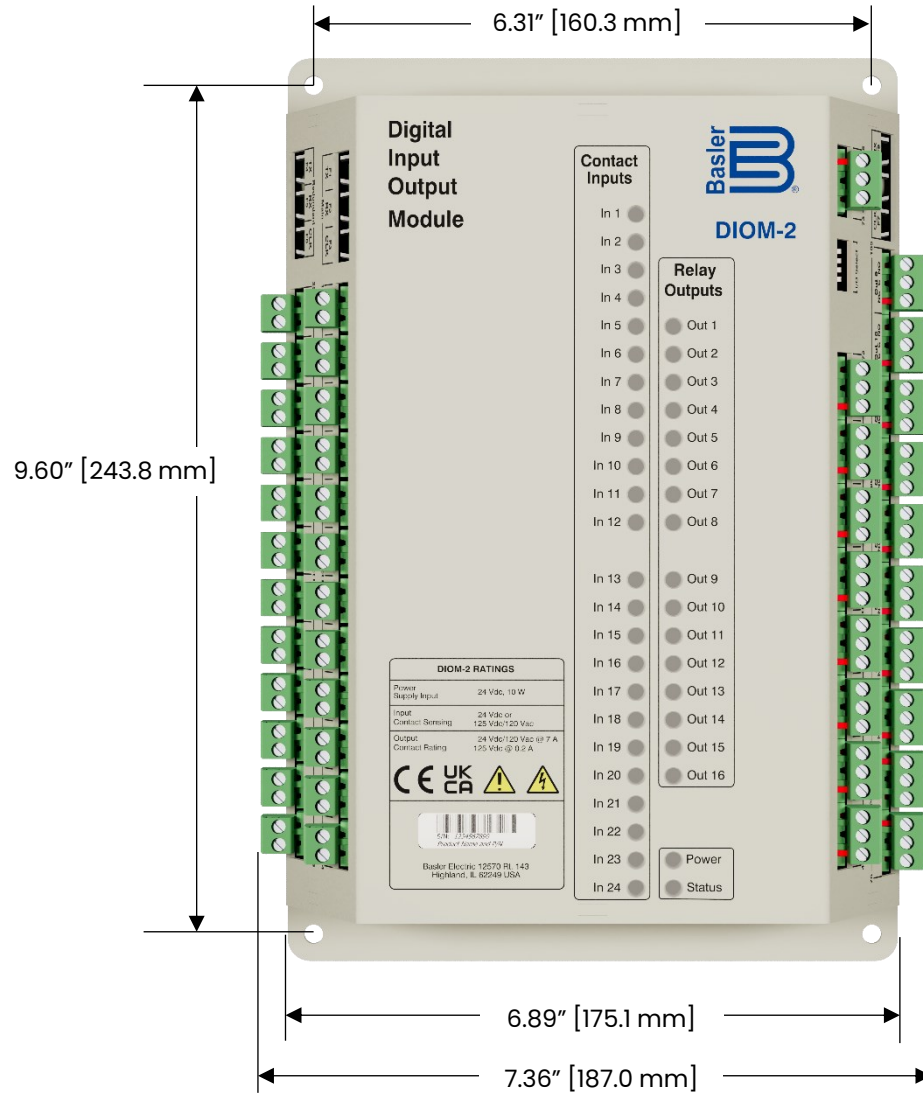 6.31” [160.3 mm]
Digital
Input
Output
Module
Contact
Inputs
In 1
In 2
In 3
In 4
In 5
In 6
In 7
In 8
In 9
In 10
In 11
In 12
In 13
In 14
In 15
In 16
In 17
In 18
In 19
In 20
In 21
In 22
In 23
In 24
Basler
B
®
DIOM-2
Relay
Outputs
Out 1
Out 2
Out 3
Out 4
Out 5
Out 6
Out 7
Out 8
Out 9
Out 10
Out 11
Out 12
Out 13
Out 14
Out 15
Out 16
Power
Status
9.60” [243.8 mm]
DIOM-2 RATINGS
Power
Supply Input
24 Vdc, 10 W
Input
Contact Sensing
24 Vdc or
125 Vdc/120 Vac
Output
Contact Rating
24 Vdc/120 Vac @ 7 A
125 Vdc @ 0.2 A
CE
UK
CA
Product Name and P/N
Basler Electric 12570 Rt. 143
Highland, IL 62249 USA
6.89” [175.1 mm]
7.36” [187.0 mm]